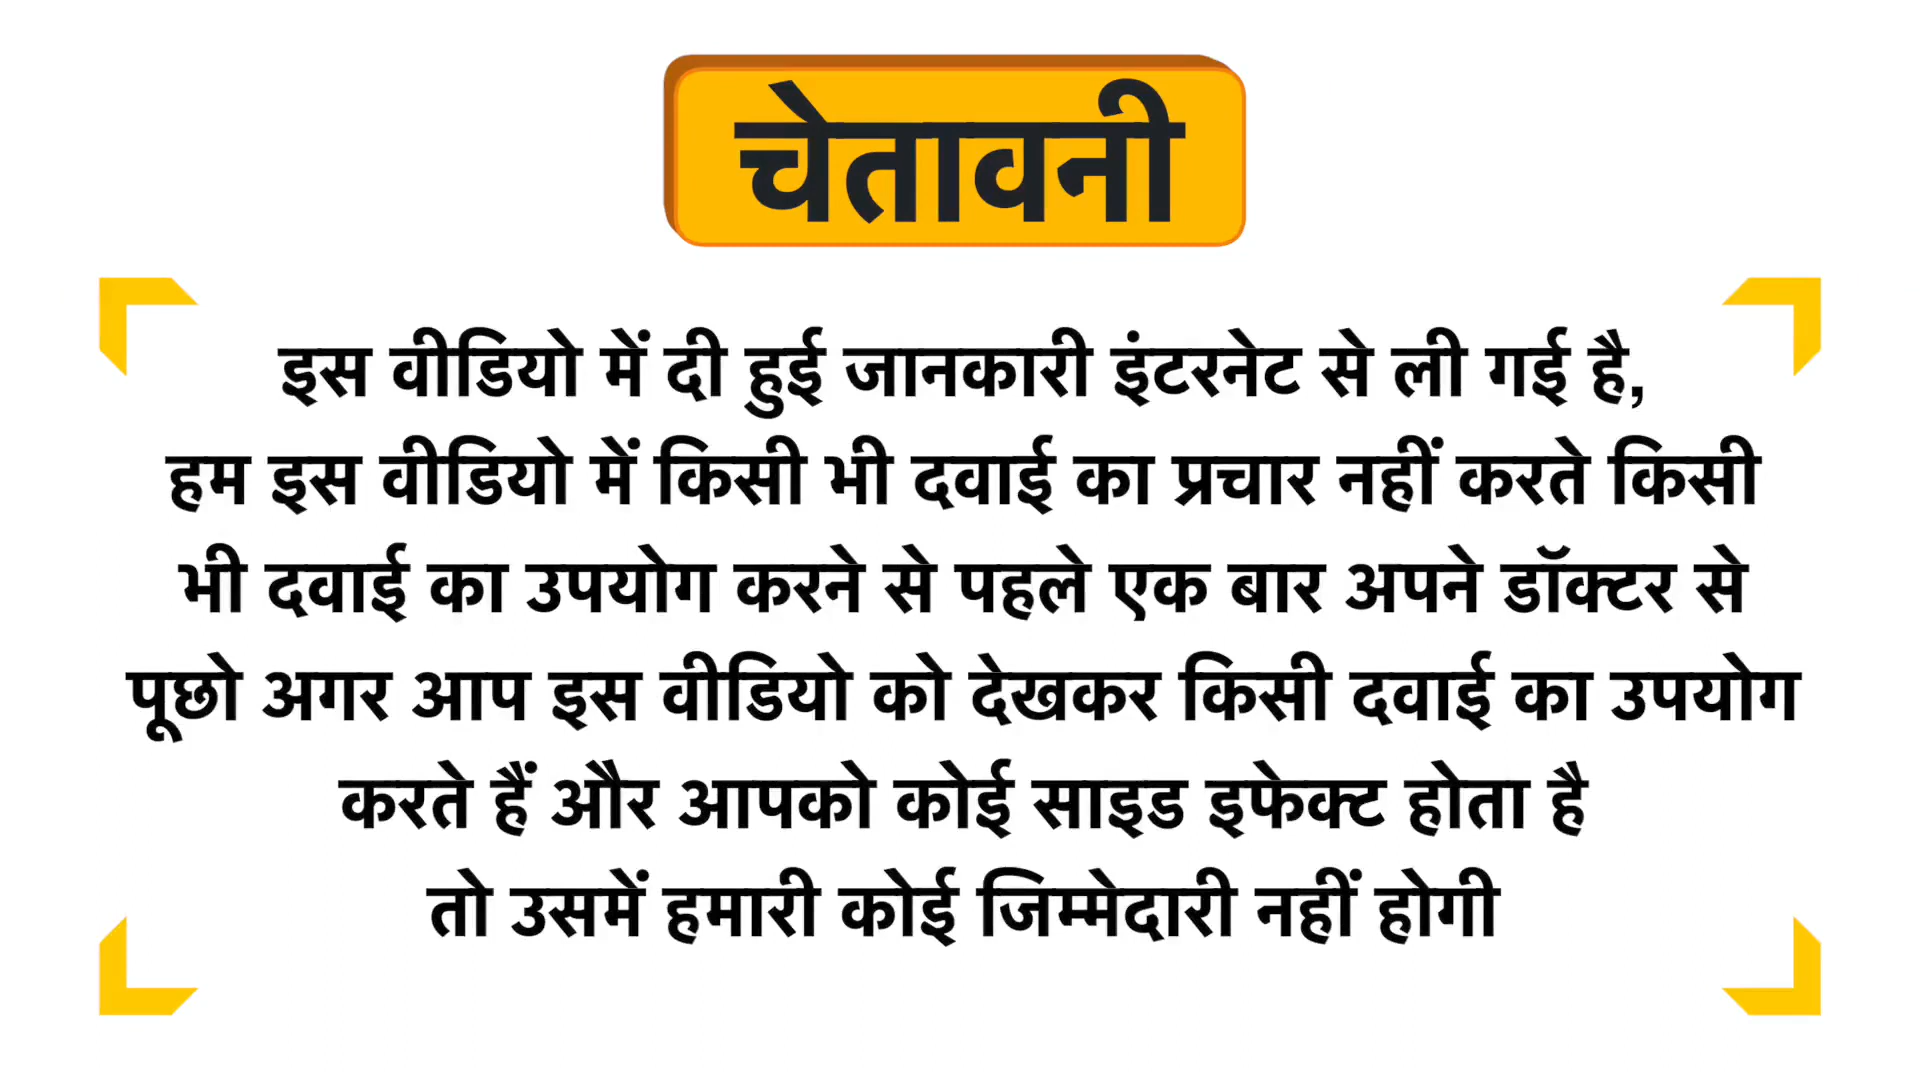 चेतावनी
इस वीडियो में दी हुई जानकारी इंटरनेट से ली गई है,
हम इस वीडियो में किसी भी दवाई का प्रचार नहीं करते किसी
भी दवाई का उपयोग करने से पहले एक बार अपने डॉक्टर से
पूछो अगर आप इस वीडियो को देखकर किसी दवाई का उपयोग
करते हैं और आपको कोई साइड इफेक्ट होता है
तो उसमें हमारी कोई जिम्मेदारी नहीं होगी